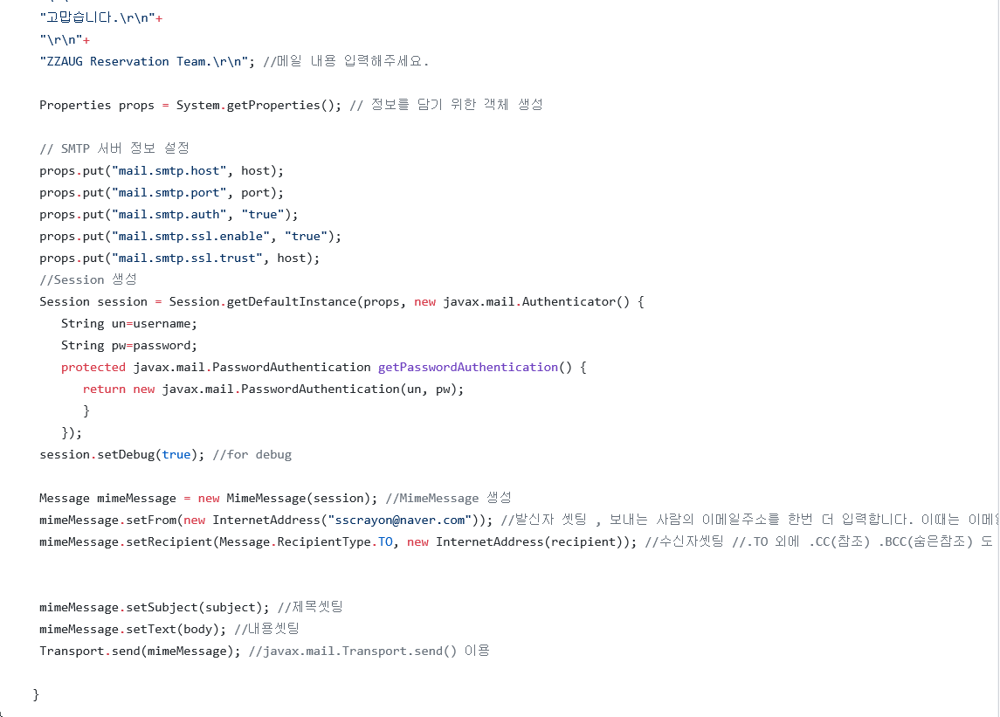 "고맙습니다.\r\n"+
"\r\n"+
"ZZAUG Reservation Team.\r\n"; //메일 내용 입력해주세요.
Properties props = System.getProperties(); // 정보를 담기 위한 객체 생성
// SMTP 서버 정보 설정
props.put("mail.smtp.host", host);
props.put("mail.smtp.port", port);
props.put("mail.smtp.auth", "true");
props.put("mail.smtp.ssl.enable", "true");
props.put("mail.smtp.ssl.trust", host);
//Session 생성
Session session = Session.getDefaultInstance(props, new javax.mail.Authenticator() {
String un=username;
String pw=password;
protected javax.mail.PasswordAuthentication getPasswordAuthentication() {
return new javax.mail.PasswordAuthentication(un, pw);
}
});
session.setDebug(true); //for debug
Message mimeMessage = new MimeMessage(session); //MimeMessage 생성
mimeMessage.setFrom(new InternetAddress("sscrayon@naver.com")); //발신자 셋팅 , 보내는 사람의 이메일주소를 한번 더 입력합니다. 이때는
mimeMessage.setRecipient(Message.RecipientType.TO, new InternetAddress(recipient)); //수신자셋팅 //.TO 외에 .CC(참조) .BCC(숨은참조) 도
mimeMessage.setSubject(subject); //제목셋팅
mimeMessage.setText(body); //내용셋팅
Transport.send(mimeMessage); //javax.mail.Transport.send() 이용
}